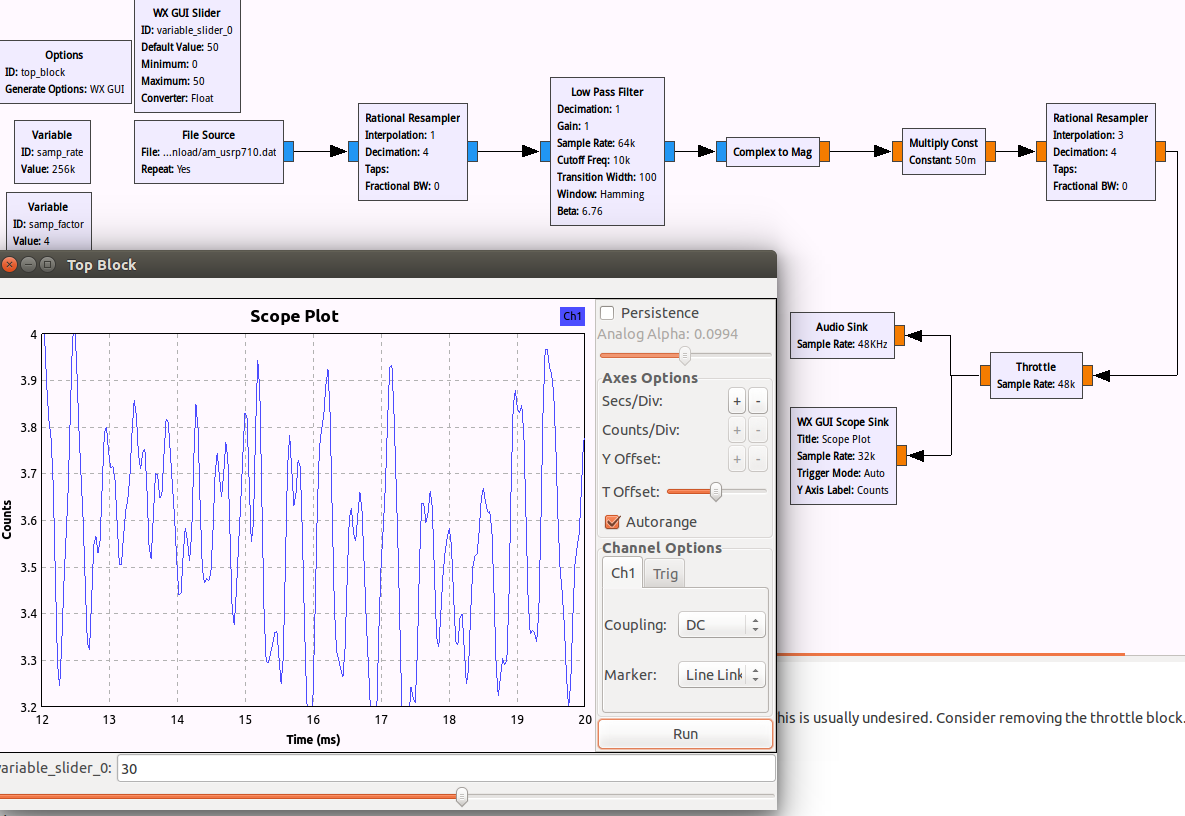 WX GUI Slider
ID: variable_slider_0
Default Value: 50
Minimum: 0
Maximum: 50
Converter: Float
Options
ID: top_block
Generate Options: WX GUI
Variable
ID: samp_rate
Value: 256k
File Source
File: ...nload/am_usrp710.dat
Repeat: Yes
Rational Resampler
Interpolation: 1
Decimation: 4
Taps:
Fractional BW: 0
Low Pass Filter
Decimation: 1
Gain: 1
Sample Rate: 64k
Cutoff Freq: 10k
Transition Width: 100
Window: Hamming
Beta: 6.76
Complex to Mag
Multiply Const
Constant: 50m
Rational Resampler
Interpolation: 3
Decimation: 4
Taps:
Fractional BW: 0
Variable
ID: samp_factor
Value: 4
Audio Sink
Sample Rate: 48KHz
Throttle
Sample Rate: 48k
WX GUI Scope Sink
Title: Scope Plot
Sample Rate: 32k
Trigger Mode: Auto
Y Axis Label: Counts
Top Block
Scope Plot
Ch1
Counts
4
3.9
3.8
3.7
3.6
3.5
3.4
3.3
3.2
12 13 14 15 16 17 18 19 20
Time (ms)
Persistence
Analog Alpha: 0.0994
Axes Options
Secs/Div: + -
Counts/Div: + -
Y Offset: + -
T Offset:
Autorange
Channel Options
Ch1 Trig
Coupling: DC
Marker: Line Link
Run
variable_slider_0: 30
his is usually undesired. Consider removing the throttle block.